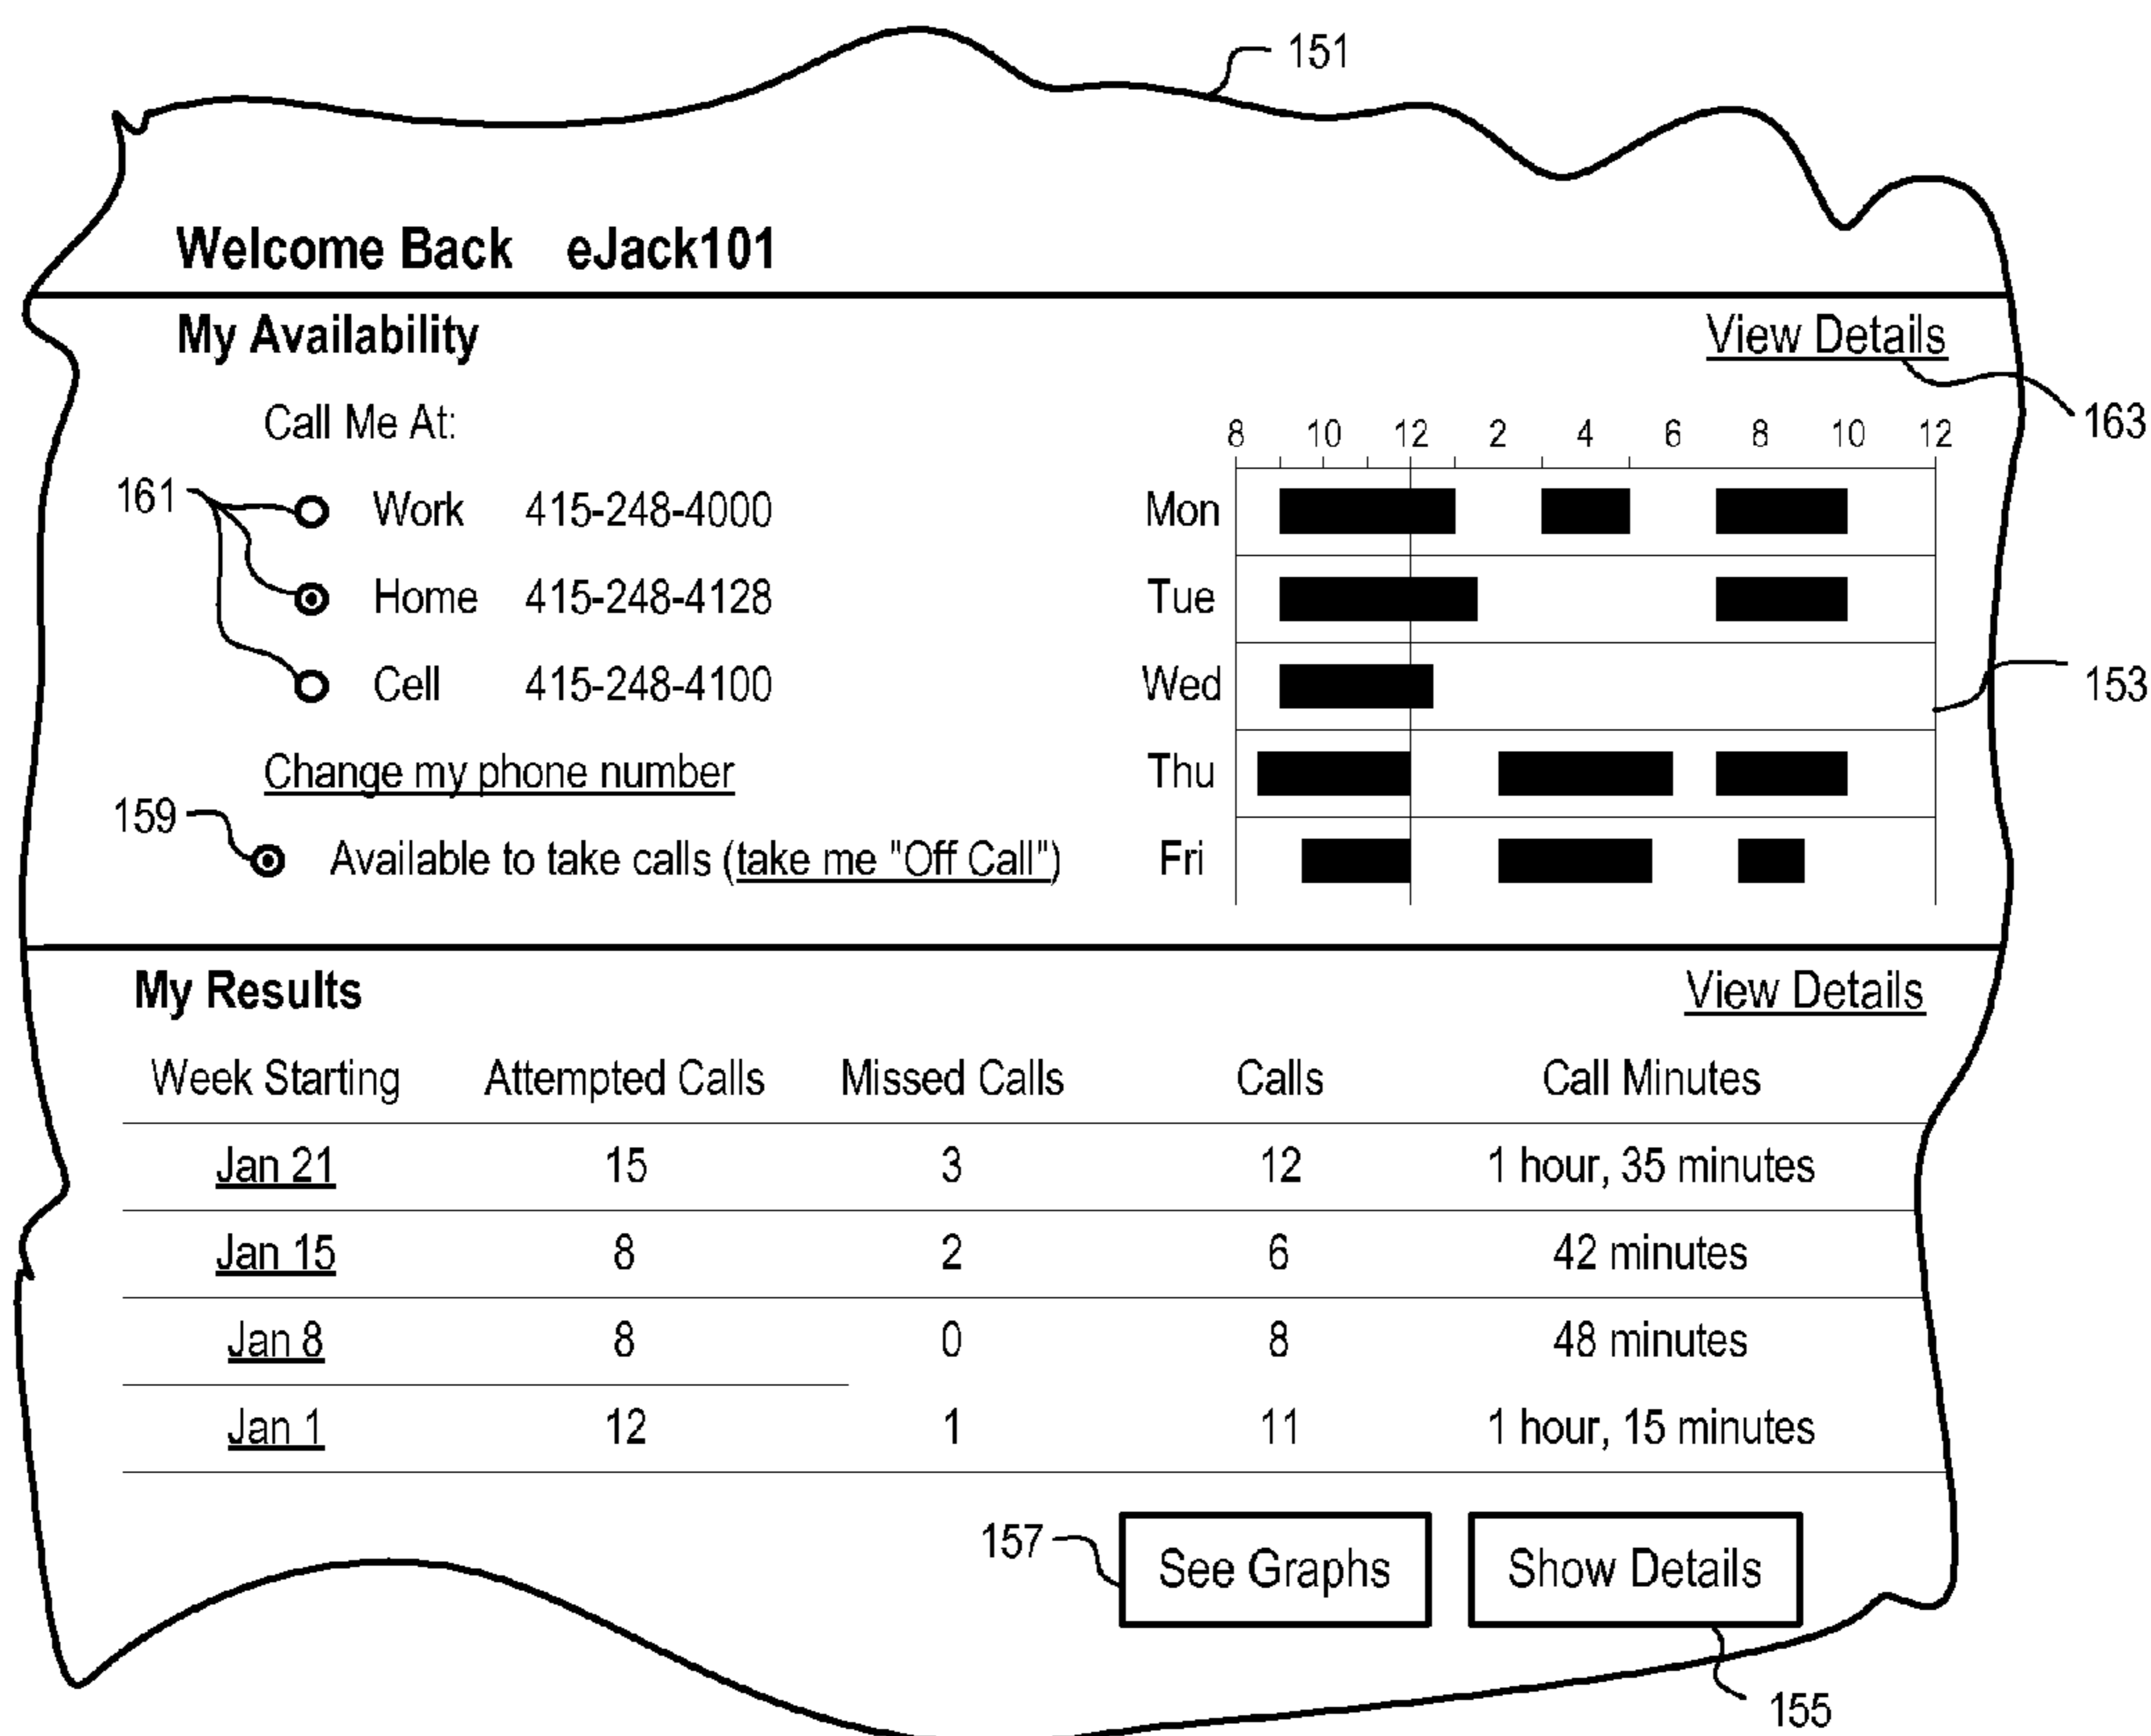 151
Welcome Back eJack101
My Availability View Details
163
Call Me At:
8 10 12 2 4 6 8 10 12
161 Work 415-248-4000 Mon
Home 415-248-4128 Tue
Cell 415-248-4100 Wed
153
Change my phone number Thu
159
Available to take calls (take me "Off Call") Fri
My Results View Details
Week Starting Attempted Calls Missed Calls Calls Call Minutes
Jan 21 15 3 12 1 hour, 35 minutes
Jan 15 8 2 6 42 minutes
Jan 8 8 0 8 48 minutes
Jan 1 12 1 11 1 hour, 15 minutes
157 See Graphs Show Details
155